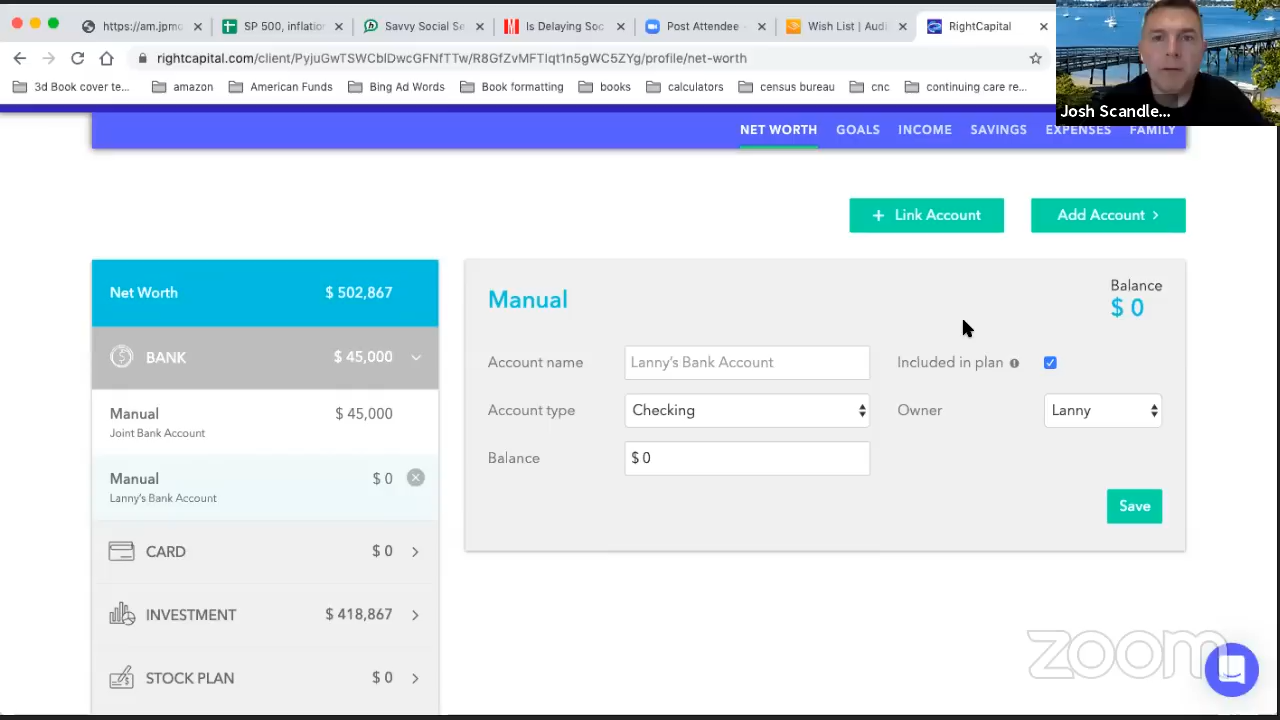 https://am.jpmo
SP 500, inflation
Savvy Social Se
Is Delaying Soc
Post Attendee
Wish List | Audi
RightCapital
rightcapital.com/client/PyjuGwTSWCbIDwcGFNfTTw/R8GfZvMFTIqt1n5gWC5ZYg/profile/net-worth
3d Book cover te...
amazon
American Funds
Bing Ad Words
Book formatting
books
calculators
census bureau
cnc
continuing care re...
Josh Scandle...
NET WORTH GOALS INCOME SAVINGS EXPENSES FAMILY
+ Link Account
Add Account >
Net Worth $ 502,867
BANK $ 45,000
Manual $ 45,000
Joint Bank Account
Manual $ 0
Lanny's Bank Account
CARD $ 0
INVESTMENT $ 418,867
STOCK PLAN $ 0
Manual
Balance
$ 0
Account name Lanny's Bank Account
Included in plan
Account type Checking
Owner Lanny
Balance $ 0
Save
zoom